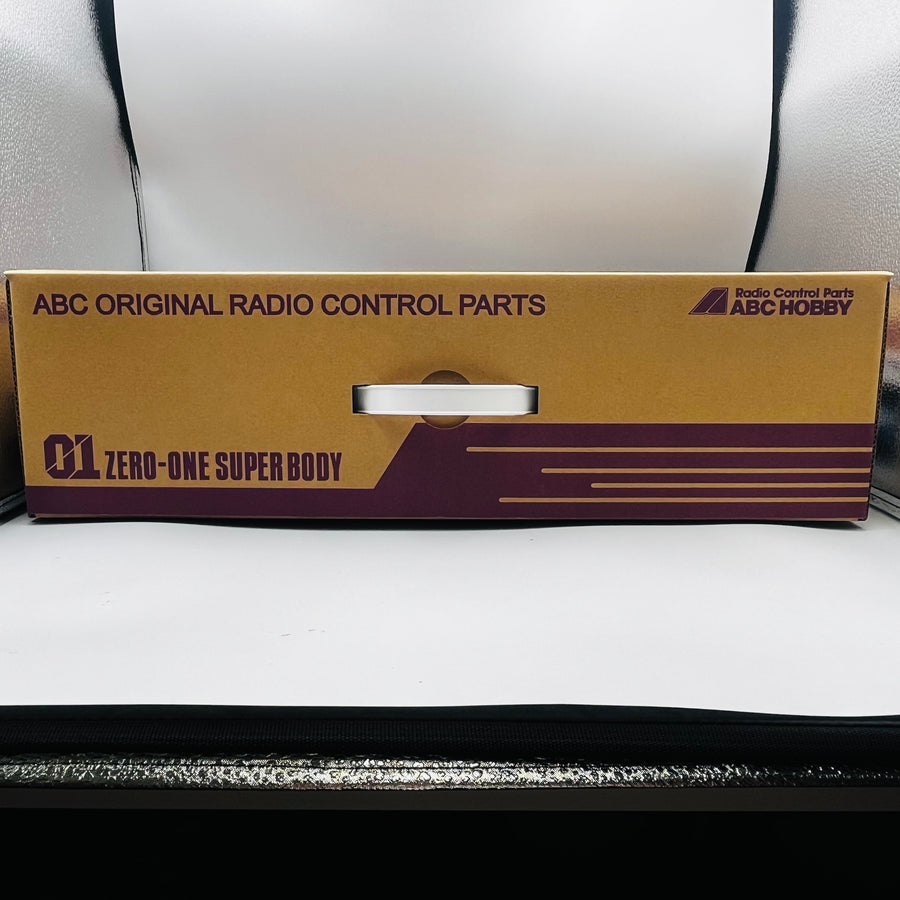 ABC ORIGINAL RADIO CONTROL PARTS
Radio Control Parts
ABC HOBBY
01 ZERO-ONE SUPER BODY